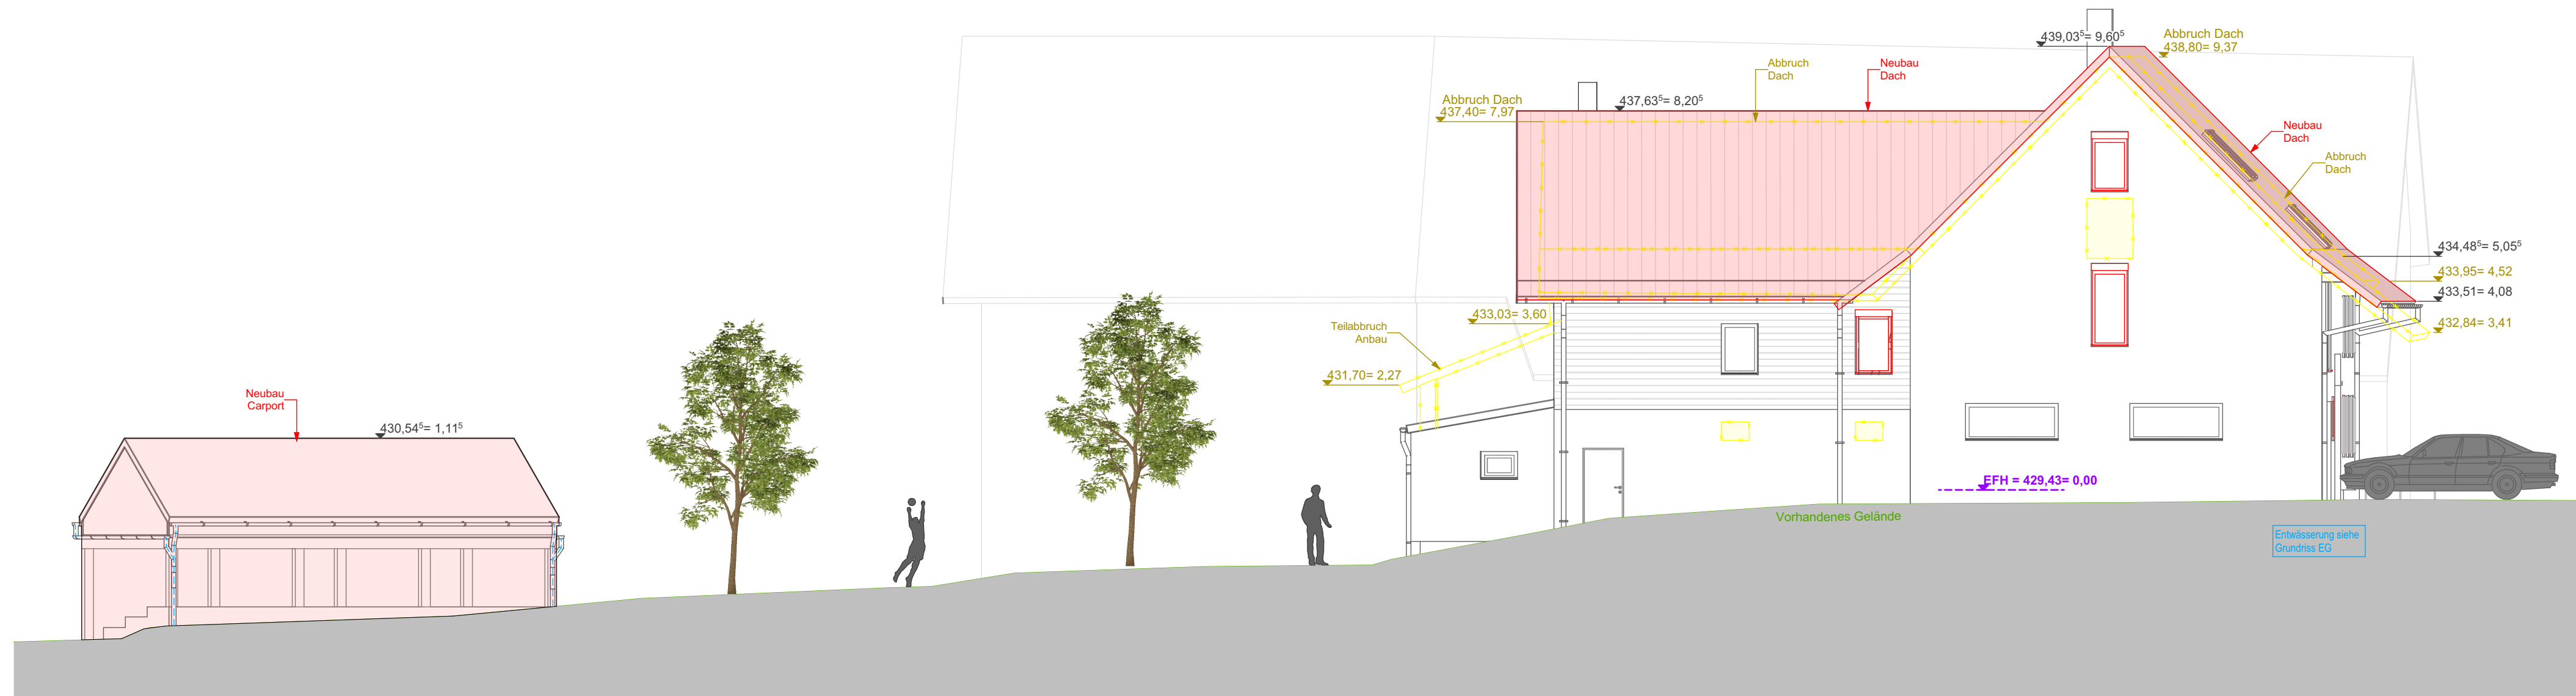 439,03⁵= 9,60⁵
Abbruch Dach
438,80= 9,37
Abbruch
Dach
Neubau
Dach
Abbruch Dach
437,40= 7,97
437,63⁵= 8,20⁵
Neubau
Dach
Abbruch
Dach
434,48⁵= 5,05⁵
433,95= 4,52
433,51= 4,08
432,84= 3,41
433,03= 3,60
Teilabbruch
Anbau
431,70= 2,27
Neubau
Carport
430,54⁵= 1,11⁵
EFH = 429,43= 0,00
Vorhandenes Gelände
Entwässerung siehe
Grundriss EG